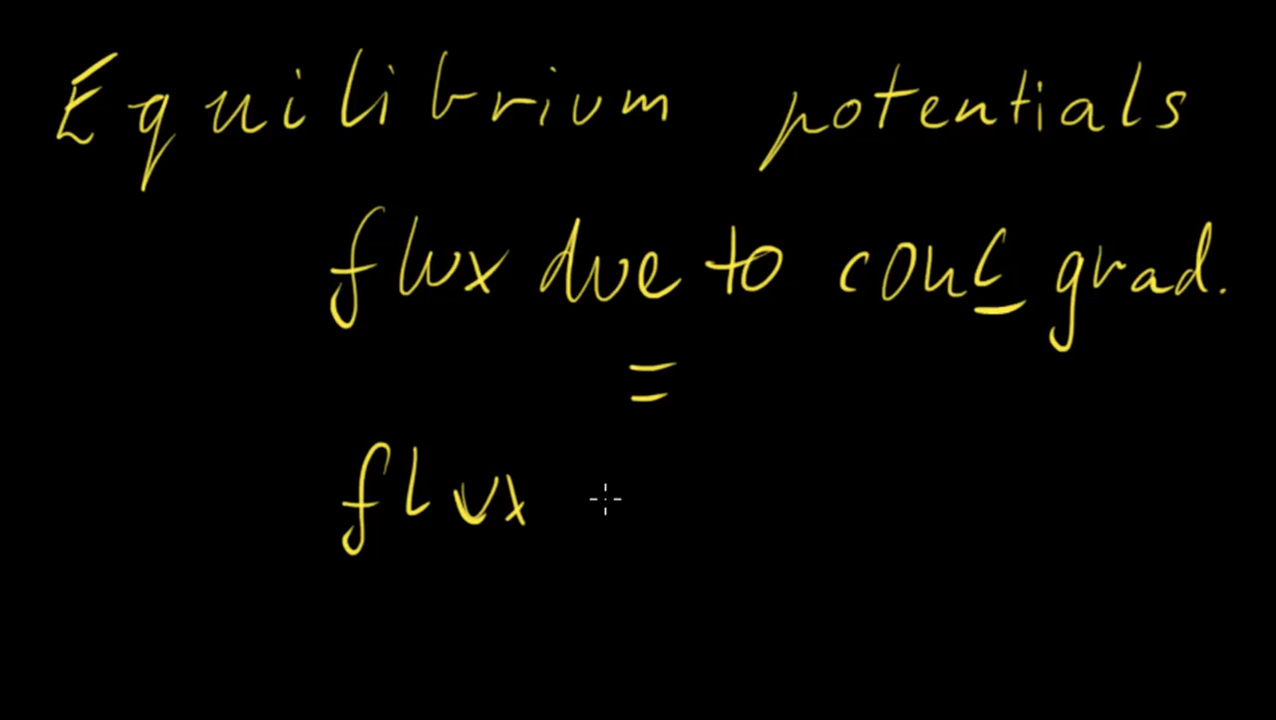 Equilibrium potentials
flux due to conc grad.
=
flux